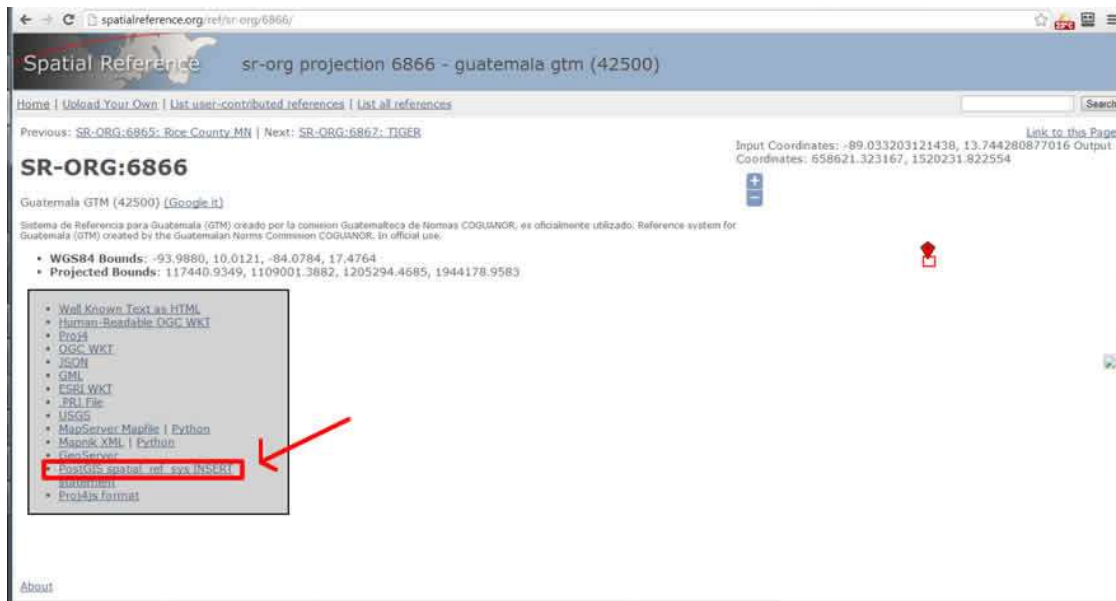 spatialreference.org/ref/sr-org/6866/
Spatial Reference
sr-org projection 6866 - guatemala gtm (42500)
Home | Upload Your Own | List user-contributed references | List all references
Search
Previous: SR-ORG:6865: Rice County MN | Next: SR-ORG:6867: TIGER
Link to this Page
Input Coordinates: -89.033203121438, 13.744280877016 Output
Coordinates: 658621.323167, 1520231.822554
SR-ORG:6866
Guatemala GTM (42500) (Google it)
Sistema de Referencia para Guatemala (GTM) creado por la comision Guatemalteca de Normas COGUANOR, es oficialmente utilizado. Reference system for
Guatemala (GTM) created by the Guatemalan Norms Commision COGUANOR. In official use.
• WGS84 Bounds: -93.9880, 10.0121, -84.0784, 17.4764
• Projected Bounds: 117440.9349, 1109001.3882, 1205294.4685, 1944178.9583
• Well Known Text as HTML
• Human-Readable OGC WKT
• Proj4
• OGC WKT
• JSON
• GML
• ESRI WKT
• .PRJ File
• USGS
• MapServer Mapfile | Python
• Mapnik XML | Python
• GeoServer
• PostGIS spatial_ref_sys INSERT
statement
• Proj4js format
About